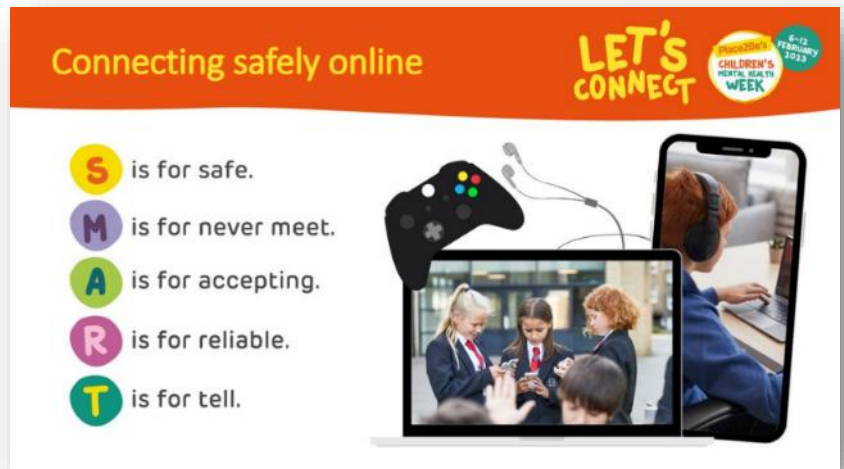 Connecting safely online
LET'S
CONNECT
Place2Be's
CHILDREN'S
MENTAL HEALTH
WEEK
6-12
FEBRUARY
2023
S is for safe.
M is for never meet.
A is for accepting.
R is for reliable.
T is for tell.